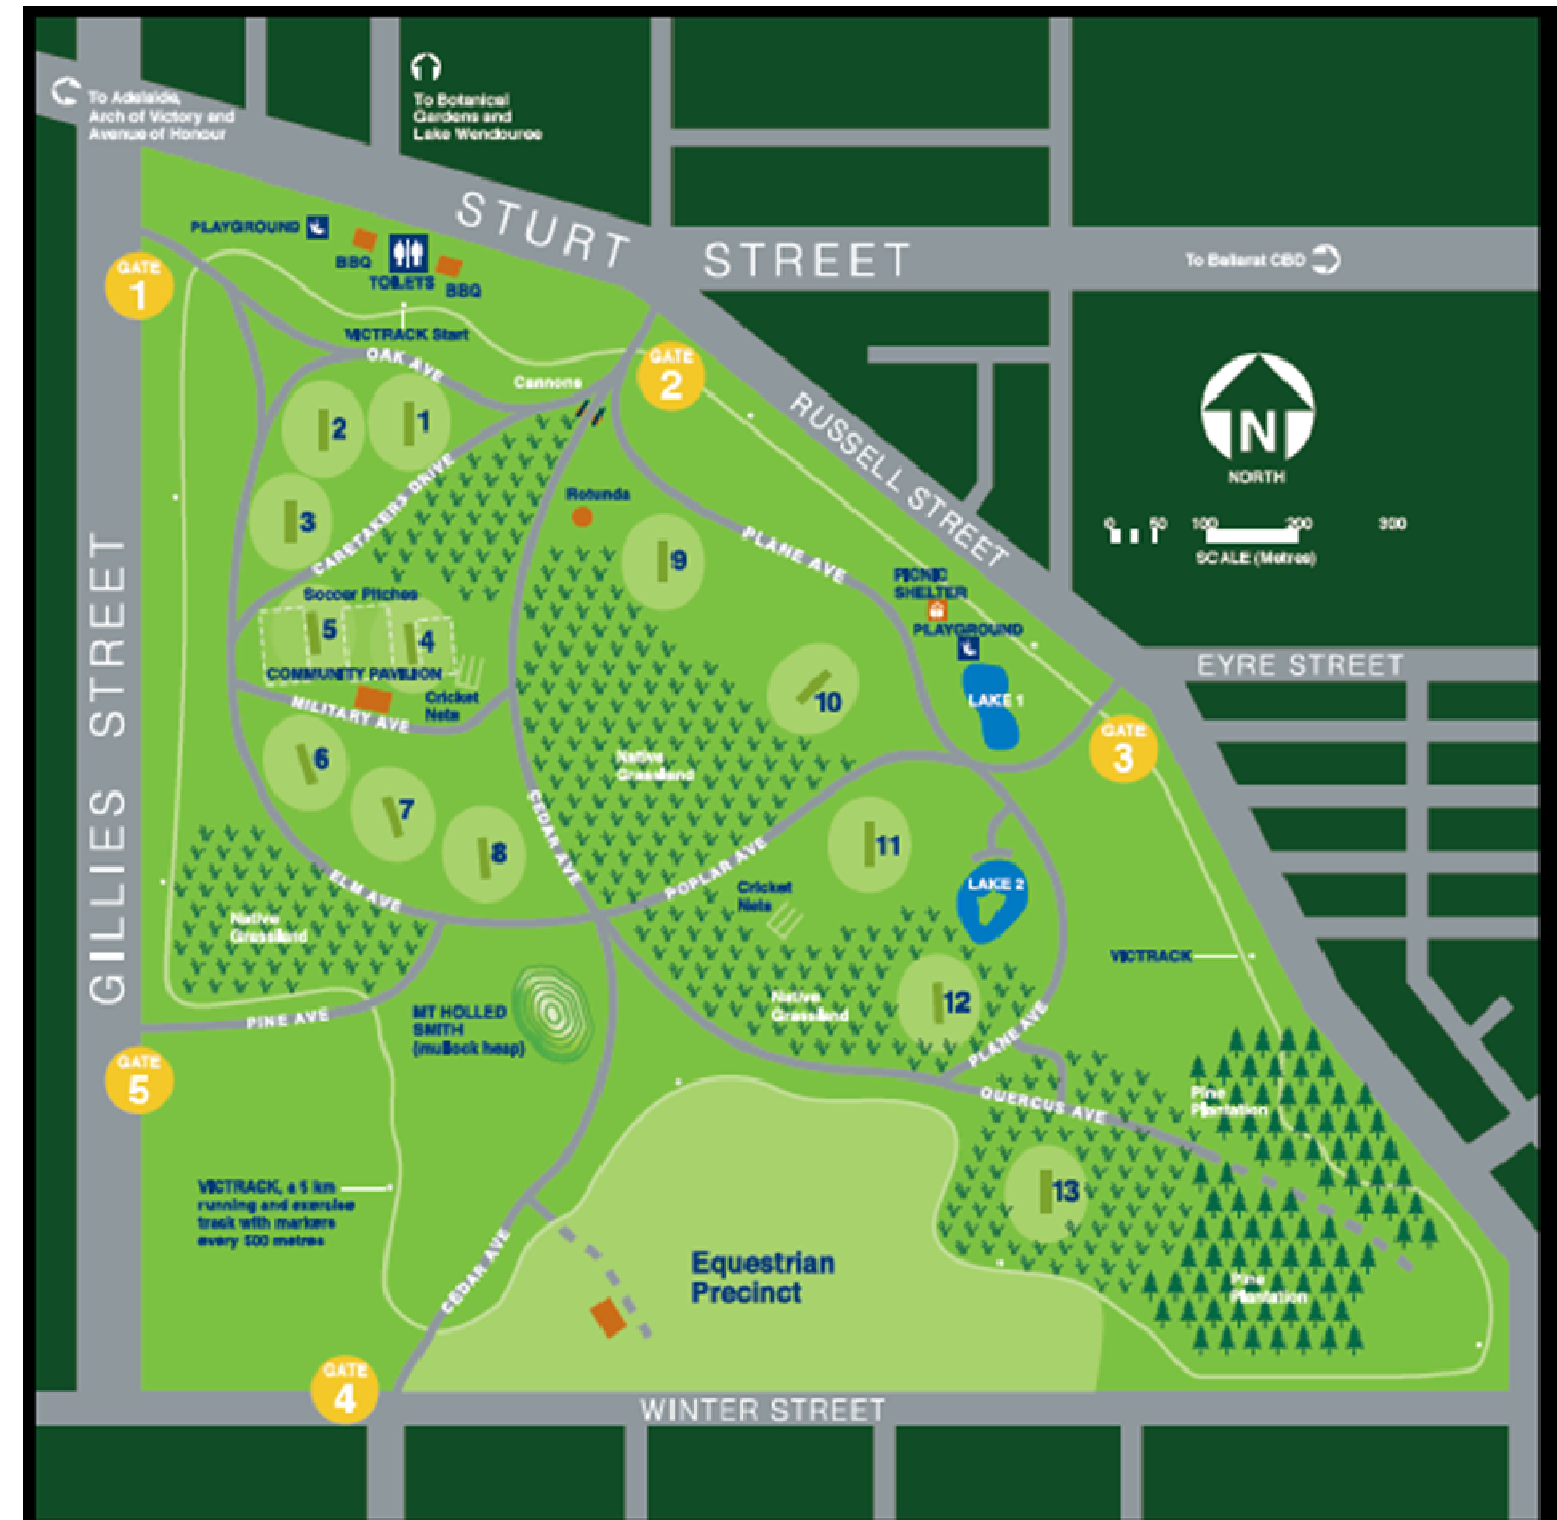 To Adelaide,
Arch of Victory and
Avenue of Honour
To Botanical
Gardens and
Lake Wendouree
STURT
STREET
To Ballarat CBD
PLAYGROUND
BBQ
TOILETS
BBQ
GATE
1
VICTRACK Start
OAK AVE
Cannons
GATE
2
RUSSELL STREET
N
NORTH
0 50 100 200 300
SCALE (Metres)
2
1
3
CARETAKERS DRIVE
Rotunda
9
PLANE AVE
PICNIC
SHELTER
PLAYGROUND
LAKE 1
EYRE STREET
Soccer Pitches
5
4
COMMUNITY PAVILION
Cricket
Nets
MILITARY AVE
10
GATE
3
GILLIES STREET
6
7
8
Native
Grassland
CEDAR AVE
POPLAR AVE
11
Cricket
Nets
LAKE 2
ELM AVE
Native
Grassland
VICTRACK
PINE AVE
MT HOLLED
SMITH
(mullock heap)
Native
Grassland
12
PLANE AVE
GATE
5
QUERCUS AVE
Pine
Plantation
VICTRACK, a 5 km
running and exercise
track with markers
every 500 metres
13
CEDAR AVE
Equestrian
Precinct
Pine
Plantation
GATE
4
WINTER STREET